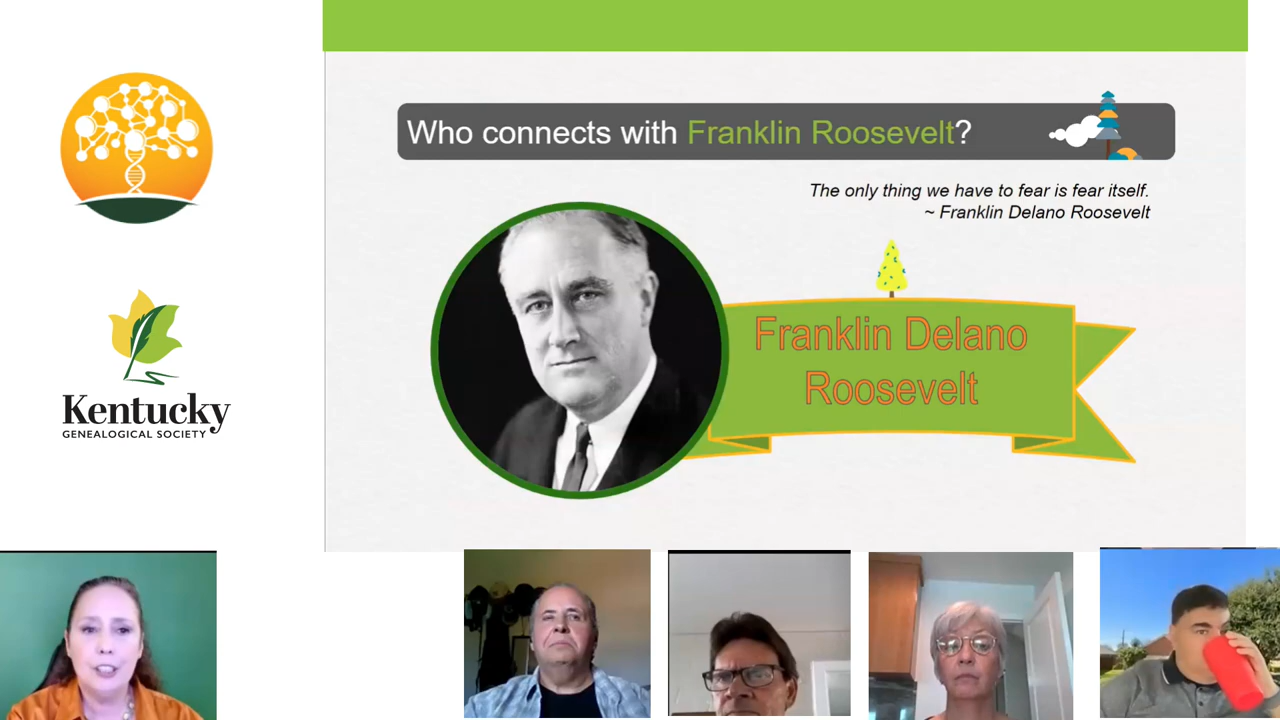 Who connects with Franklin Roosevelt?
The only thing we have to fear is fear itself.
~ Franklin Delano Roosevelt
Franklin Delano
Roosevelt
Kentucky
GENEALOGICAL SOCIETY